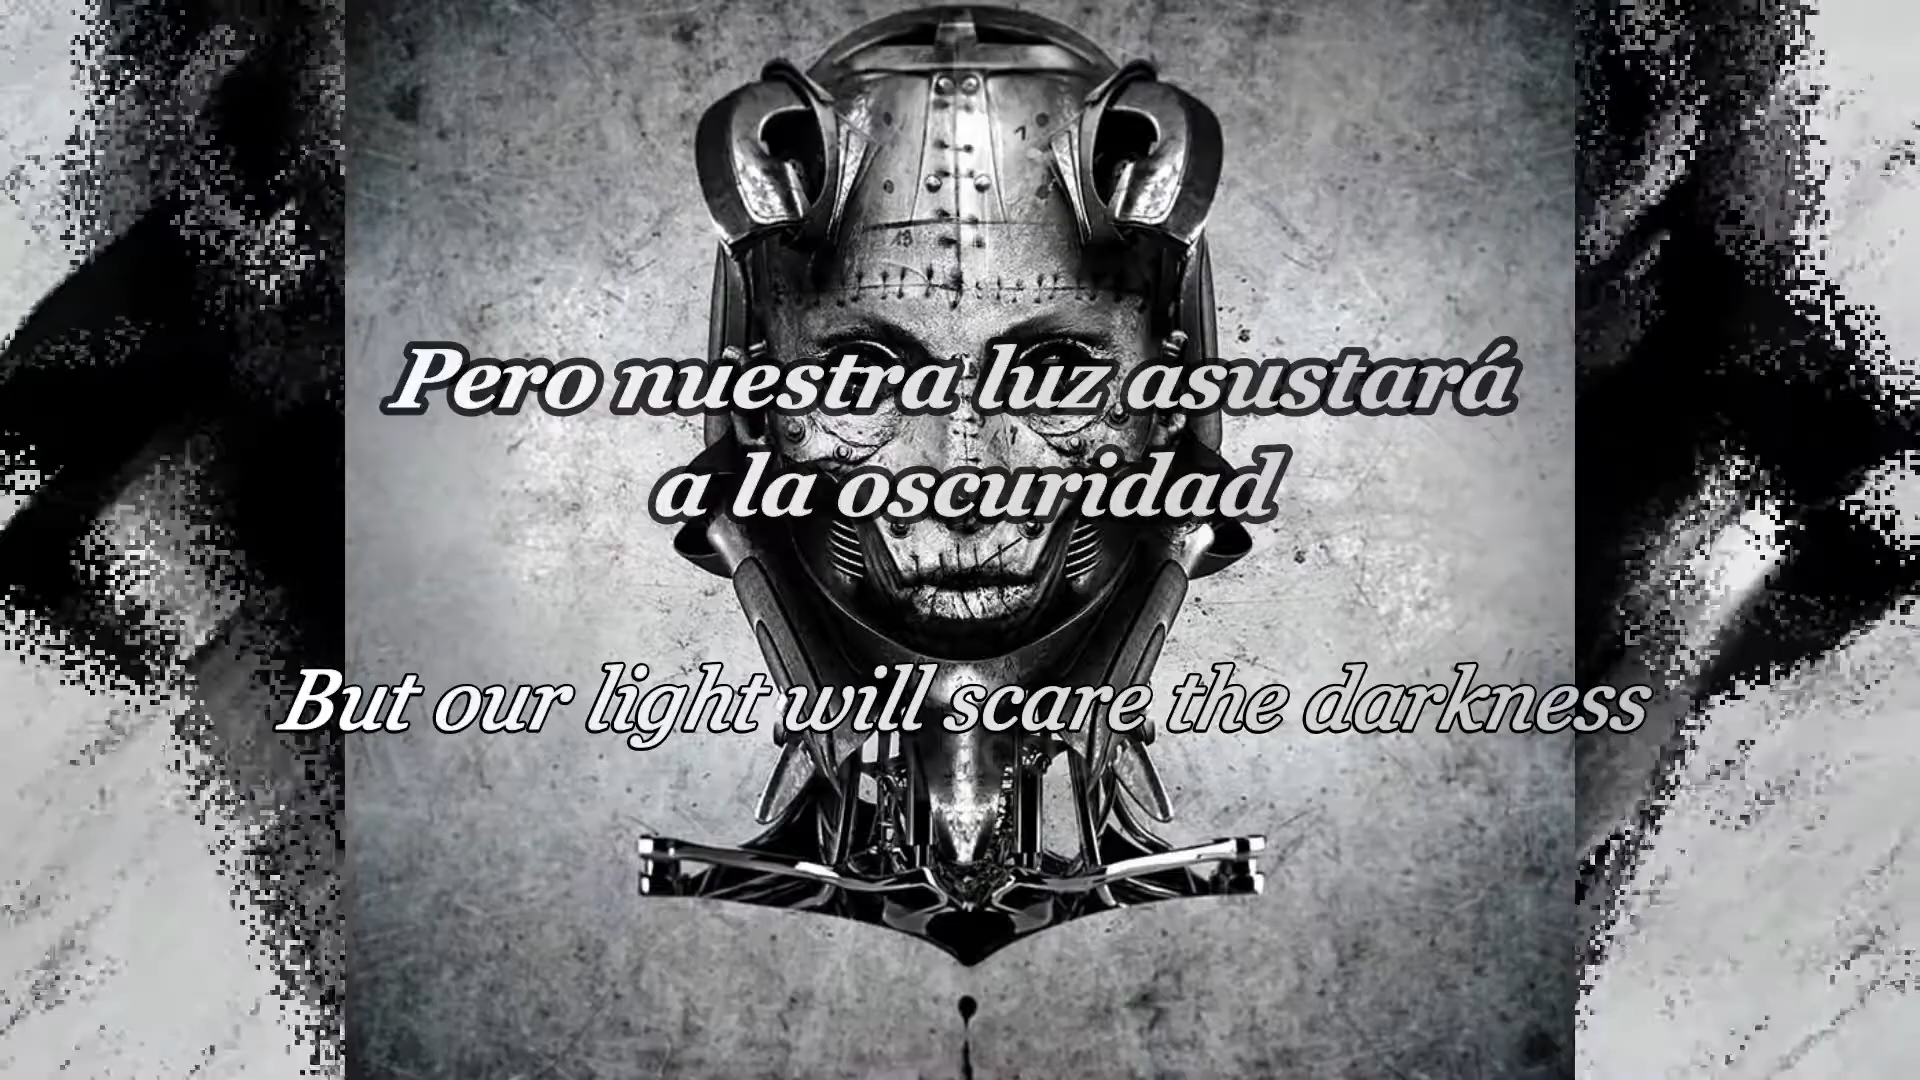 Pero nuestra luz asustará
a la oscuridad
But our light will scare the darkness